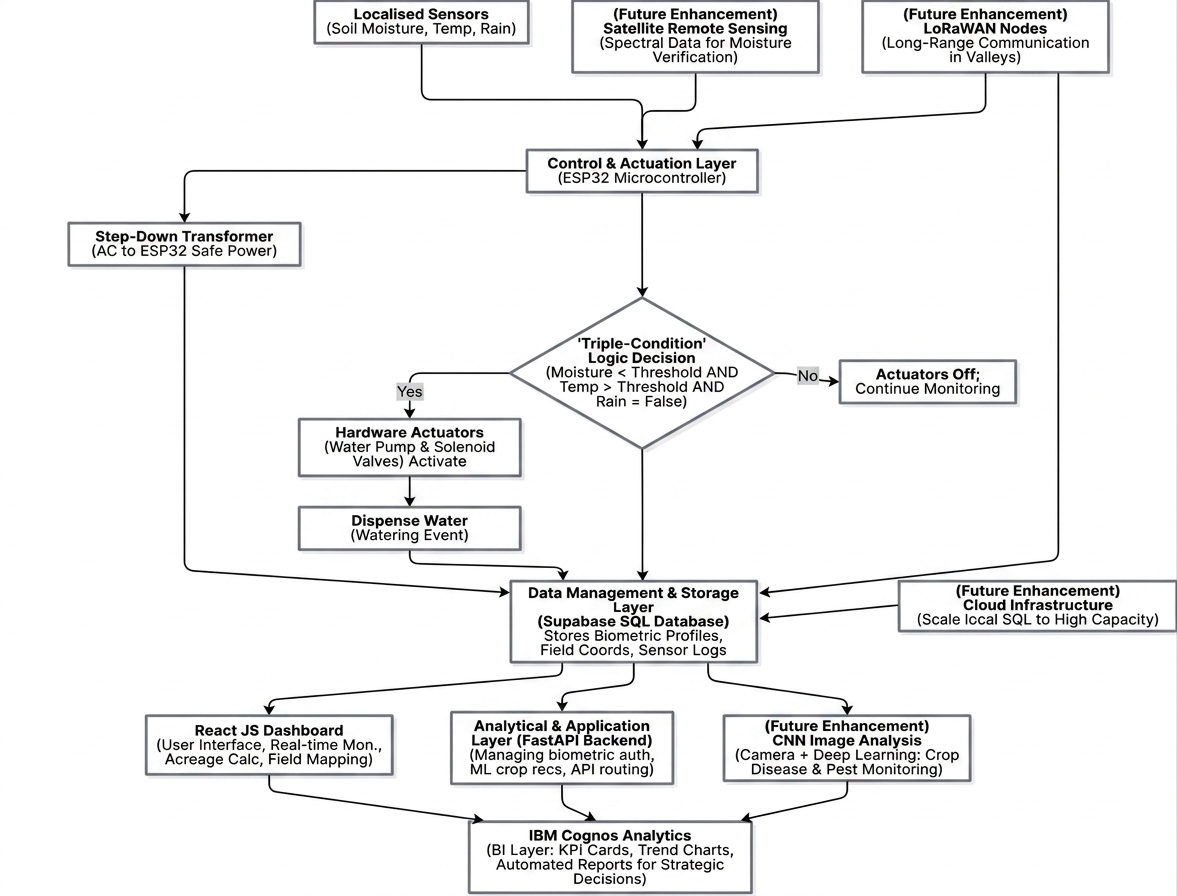 Localised Sensors
(Soil Moisture, Temp, Rain)
(Future Enhancement)
Satellite Remote Sensing
(Spectral Data for Moisture
Verification)
(Future Enhancement)
LoRaWAN Nodes
(Long-Range Communication
in Valleys)
Control & Actuation Layer
(ESP32 Microcontroller)
Step-Down Transformer
(AC to ESP32 Safe Power)
'Triple-Condition'
Logic Decision
(Moisture < Threshold AND
Temp > Threshold AND
Rain = False)
Yes
No
Actuators Off;
Continue Monitoring
Hardware Actuators
(Water Pump & Solenoid
Valves) Activate
Dispense Water
(Watering Event)
Data Management & Storage
Layer
(Supabase SQL Database)
Stores Biometric Profiles,
Field Coords, Sensor Logs
(Future Enhancement)
Cloud Infrastructure
(Scale local SQL to High Capacity)
React JS Dashboard
(User Interface, Real-time Mon.,
Acreage Calc, Field Mapping)
Analytical & Application
Layer (FastAPI Backend)
(Managing biometric auth,
ML crop recs, API routing)
(Future Enhancement)
CNN Image Analysis
(Camera + Deep Learning: Crop
Disease & Pest Monitoring)
IBM Cognos Analytics
(BI Layer: KPI Cards, Trend Charts,
Automated Reports for Strategic
Decisions)